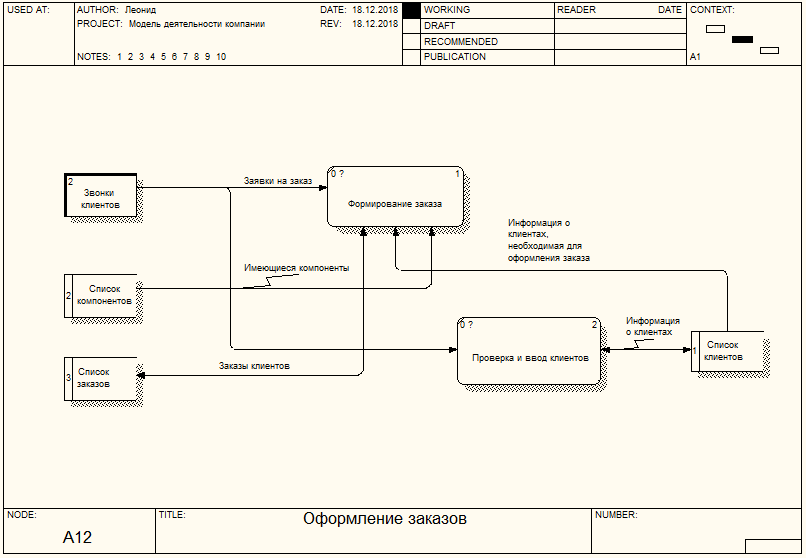 USED AT:
AUTHOR: Леонид
DATE: 18.12.2018
PROJECT: Модель деятельности компании
REV: 18.12.2018
NOTES: 1 2 3 4 5 6 7 8 9 10
WORKING
DRAFT
RECOMMENDED
PUBLICATION
READER
DATE
CONTEXT:
A1
2
Звонки
клиентов
Заявки на заказ
0 ?
1
Формирование заказа
Информация о
клиентах,
необходимая для
оформления заказа
Имеющиеся компоненты
2
Список
компонентов
0 ?
2
Проверка и ввод клиентов
Информация
о клиентах
1
Список
клиентов
3
Список
заказов
Заказы клиентов
NODE:
A12
TITLE:
Оформление заказов
NUMBER: